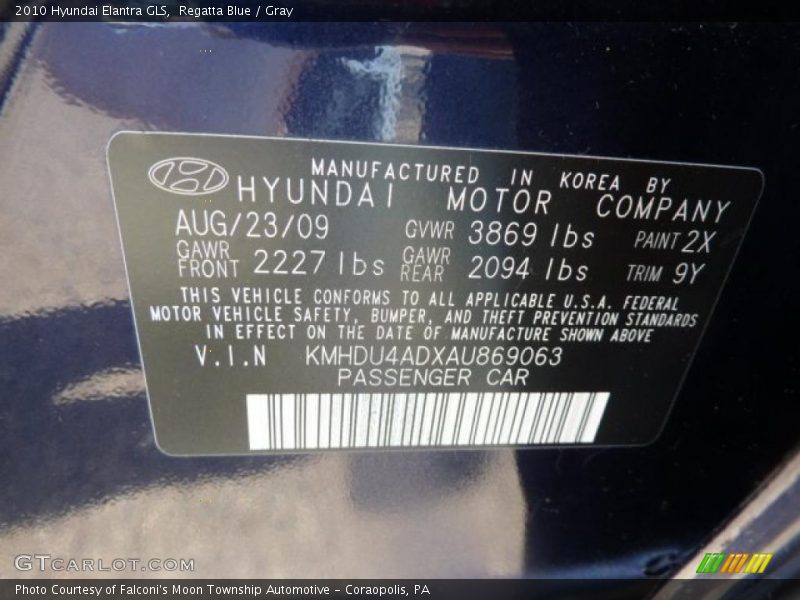 2010 Hyundai Elantra GLS, Regatta Blue / Gray
MANUFACTURED IN KOREA BY
HYUNDAI MOTOR COMPANY
AUG/23/09 GVWR 3869 lbs PAINT 2X
GAWR FRONT 2227 lbs GAWR REAR 2094 lbs TRIM 9Y
THIS VEHICLE CONFORMS TO ALL APPLICABLE U.S.A. FEDERAL
MOTOR VEHICLE SAFETY, BUMPER, AND THEFT PREVENTION STANDARDS
IN EFFECT ON THE DATE OF MANUFACTURE SHOWN ABOVE
V.I.N KMHDU4ADXAU869063
PASSENGER CAR
GTCARLOT.COM
Photo Courtesy of Falconi's Moon Township Automotive - Coraopolis, PA